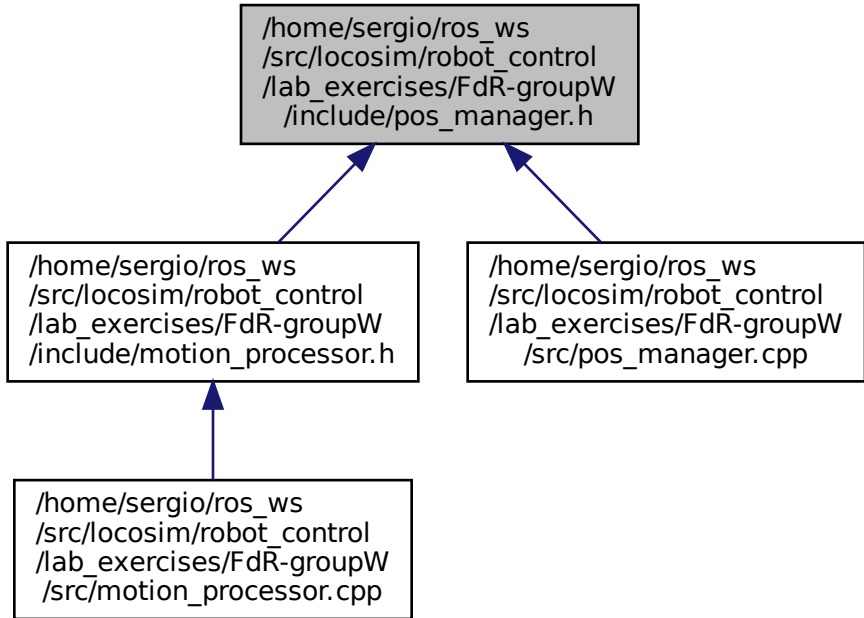 /home/sergio/ros_ws
/src/locosim/robot_control
/lab_exercises/FdR-groupW
/include/pos_manager.h
/home/sergio/ros_ws
/src/locosim/robot_control
/lab_exercises/FdR-groupW
/include/motion_processor.h
/home/sergio/ros_ws
/src/locosim/robot_control
/lab_exercises/FdR-groupW
/src/pos_manager.cpp
/home/sergio/ros_ws
/src/locosim/robot_control
/lab_exercises/FdR-groupW
/src/motion_processor.cpp